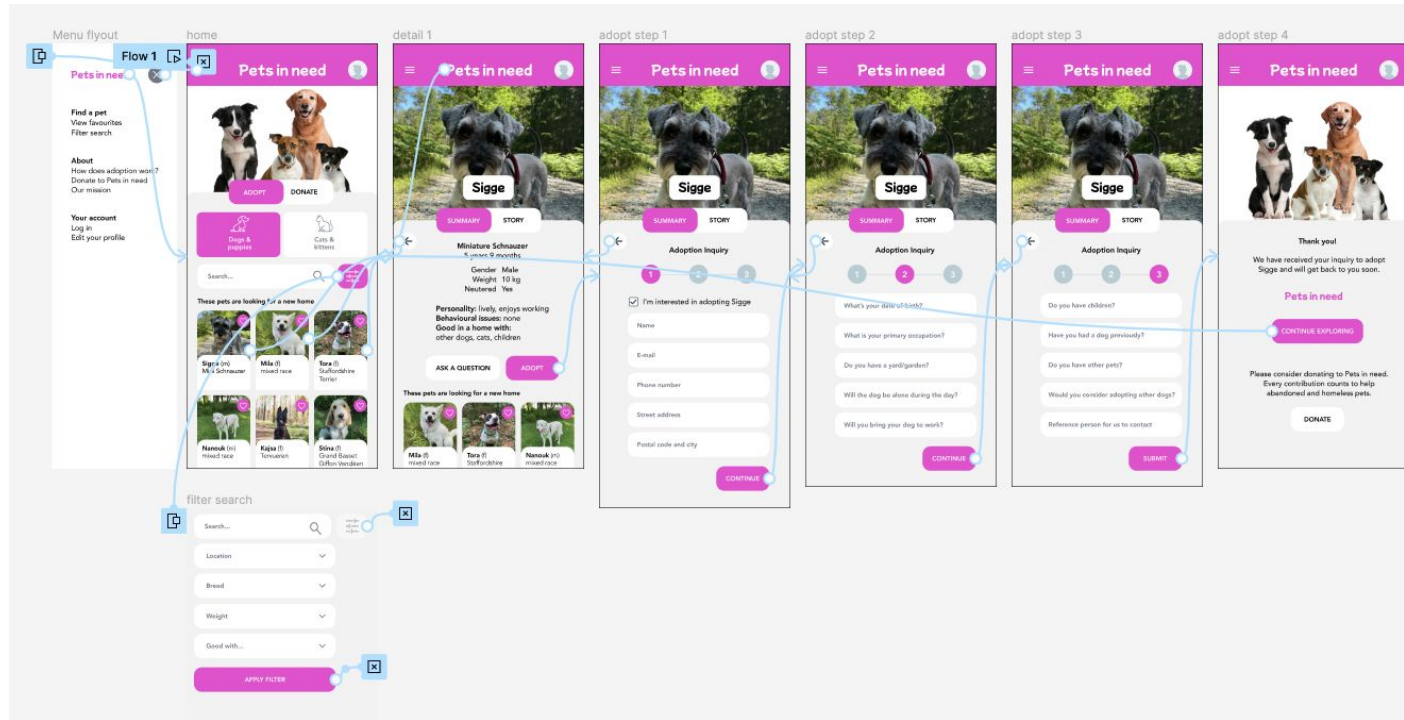 Menu flyout
Flow 1
Pets in need
Find a pet
View favourites
Filter search
About
How does adoption work?
Donate to Pets in need
Our mission
Your account
Log in
Edit your profile
home
Pets in need
ADOPT
DONATE
Dogs &
puppies
Cats &
kittens
Search...
These pets are looking for a new home
Sigge (m)
Mini Schnauzer
Mila (f)
mixed race
Tora (f)
Staffordshire
Terrier
Nanouk (m)
mixed race
Kajsa (f)
Tervueren
Stina (f)
Grand Basset
Giffon Vendéen
detail 1
Pets in need
Sigge
SUMMARY
STORY
Miniature Schnauzer
5 years 9 months
Gender Male
Weight 10 kg
Neutered Yes
Personality: lively, enjoys working
Behavioural issues: none
Good in a home with:
other dogs, cats, children
ASK A QUESTION
ADOPT
These pets are looking for a new home
Mila (f)
mixed race
Tora (f)
Staffordshire
Nanouk (m)
mixed race
adopt step 1
Pets in need
Sigge
SUMMARY
STORY
Adoption Inquiry
1
2
3
I'm interested in adopting Sigge
Name
E-mail
Phone number
Street address
Postal code and city
CONTINUE
adopt step 2
Pets in need
Sigge
SUMMARY
STORY
Adoption Inquiry
1
2
3
What's your date of birth?
What is your primary occupation?
Do you have a yard/garden?
Will the dog be alone during the day?
Will you bring your dog to work?
CONTINUE
adopt step 3
Pets in need
Sigge
SUMMARY
STORY
Adoption Inquiry
1
2
3
Do you have children?
Have you had a dog previously?
Do you have other pets?
Would you consider adopting other dogs?
Reference person for us to contact
SUBMIT
adopt step 4
Pets in need
Thank you!
We have received your inquiry to adopt
Sigge and will get back to you soon.
Pets in need
CONTINUE EXPLORING
Please consider donating to Pets in need.
Every contribution counts to help
abandoned and homeless pets.
DONATE
filter search
Search...
Location
Breed
Weight
Good with...
APPLY FILTER